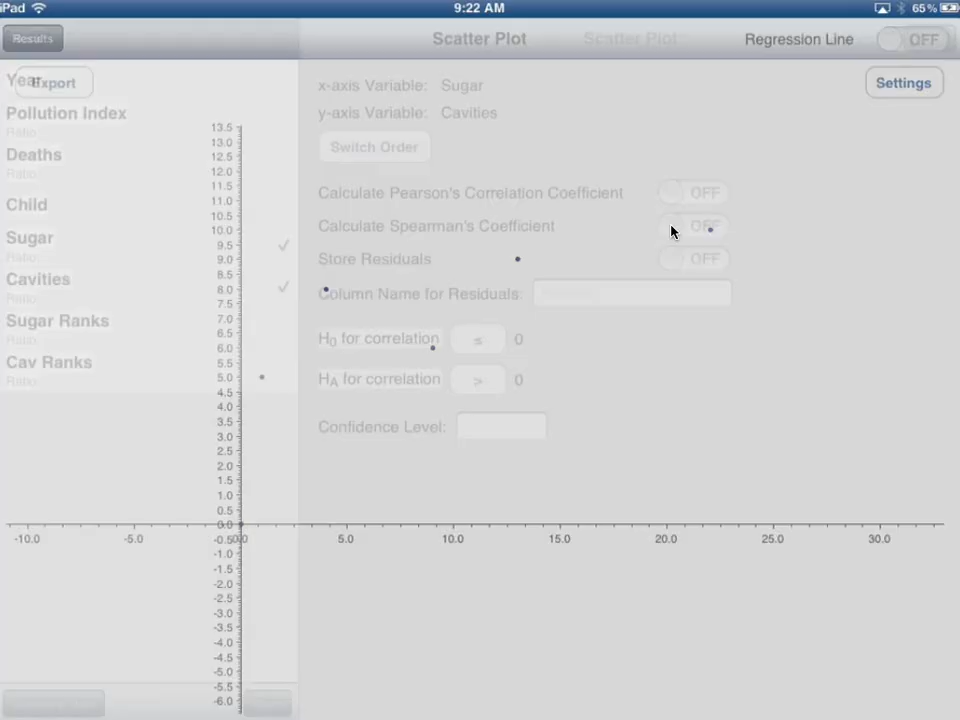 iPad 9:22 AM 65%
Results Scatter Plot Scatter Plot Regression Line OFF
Year Export Settings
x-axis Variable: Sugar
y-axis Variable: Cavities
Switch Order
Pollution Index
Ratio
Deaths
Ratio
Child
Sugar
Ratio
Cavities
Ratio
Sugar Ranks
Ratio
Cav Ranks
Ratio
Calculate Pearson's Correlation Coefficient OFF
Calculate Spearman's Coefficient OFF
Store Residuals OFF
Column Name for Residuals:
H0 for correlation ≤ 0
HA for correlation > 0
Confidence Level:
13.5
13.0
12.5
12.0
11.5
11.0
10.5
10.0
9.5
9.0
8.5
8.0
7.5
7.0
6.5
6.0
5.5
5.0
4.5
4.0
3.5
3.0
2.5
2.0
1.5
1.0
0.5
0.0
-0.5
-1.0
-1.5
-2.0
-2.5
-3.0
-3.5
-4.0
-4.5
-5.0
-5.5
-6.0
-10.0 -5.0 0.0 5.0 10.0 15.0 20.0 25.0 30.0